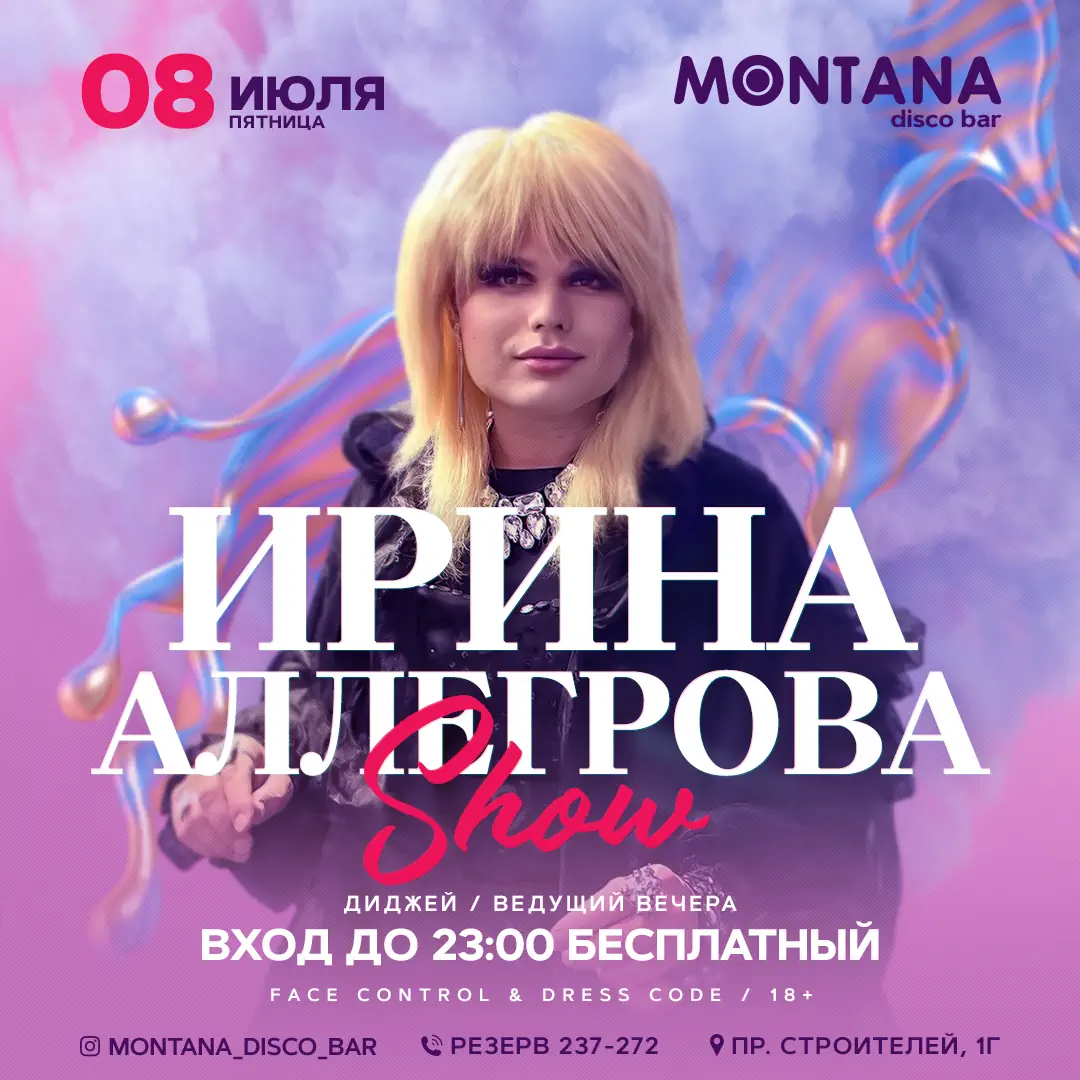 08 ИЮЛЯ
ПЯТНИЦА
MONTANA
disco bar
ИРИНА
АЛЛЕГРОВА
Show
ДИДЖЕЙ / ВЕДУЩИЙ ВЕЧЕРА
ВХОД ДО 23:00 БЕСПЛАТНЫЙ
FACE CONTROL & DRESS CODE / 18+
MONTANA_DISCO_BAR
РЕЗЕРВ 237-272
ПР. СТРОИТЕЛЕЙ, 1Г